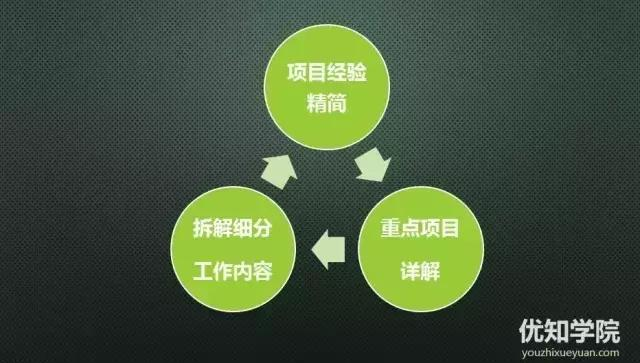 项目经验
精简
拆解细分
工作内容
重点项目
详解
优知学院
youzhixueyuan.com